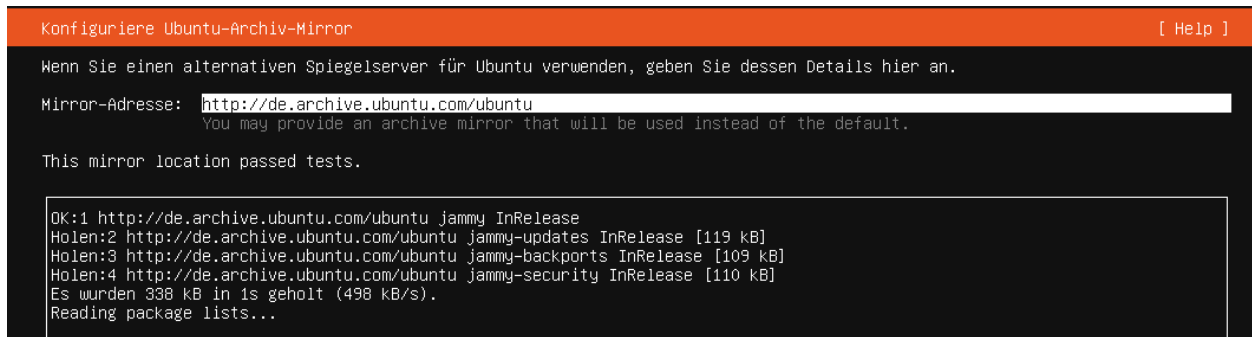 Konfiguriere Ubuntu-Archiv-Mirror [ Help ]
Wenn Sie einen alternativen Spiegelserver für Ubuntu verwenden, geben Sie dessen Details hier an.
Mirror-Adresse: http://de.archive.ubuntu.com/ubuntu
You may provide an archive mirror that will be used instead of the default.
This mirror location passed tests.
OK:1 http://de.archive.ubuntu.com/ubuntu jammy InRelease
Holen:2 http://de.archive.ubuntu.com/ubuntu jammy-updates InRelease [119 kB]
Holen:3 http://de.archive.ubuntu.com/ubuntu jammy-backports InRelease [109 kB]
Holen:4 http://de.archive.ubuntu.com/ubuntu jammy-security InRelease [110 kB]
Es wurden 338 kB in 1s geholt (498 kB/s).
Reading package lists...